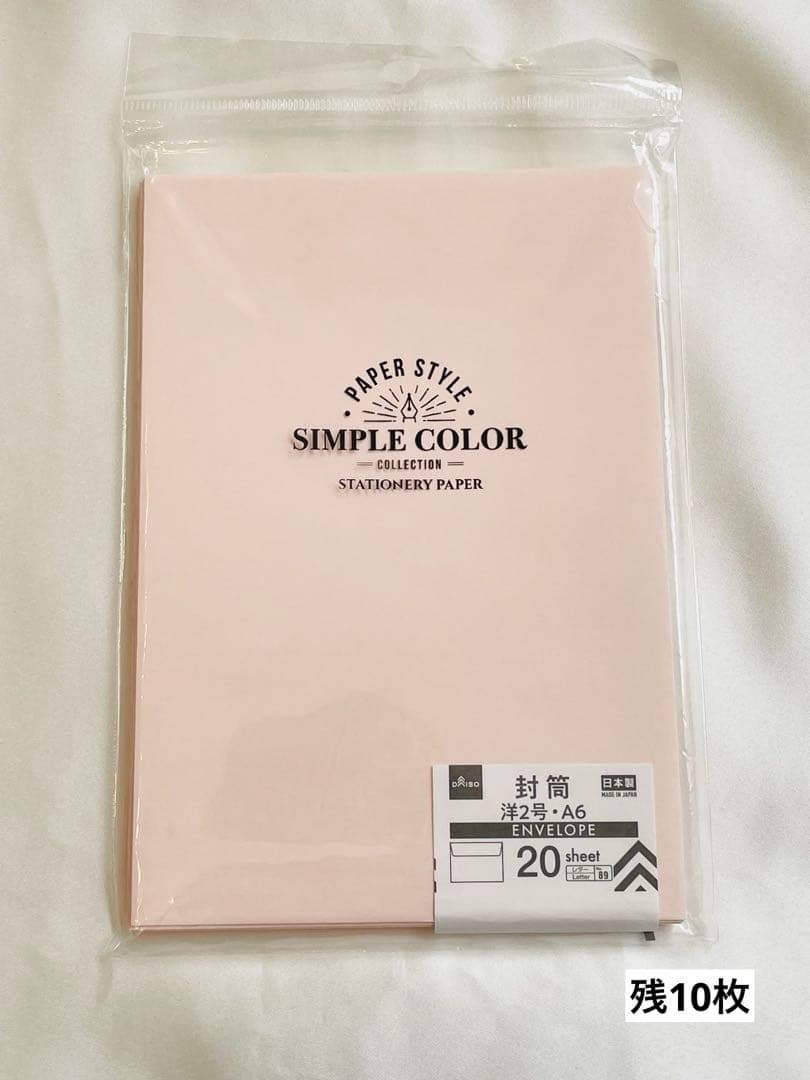 PAPER STYLE
SIMPLE COLOR
COLLECTION
STATIONERY PAPER
DAISO
封筒
日本製
MADE IN JAPAN
洋2号・A6
ENVELOPE
20 sheet
レター
Letter
No.
89
残10枚